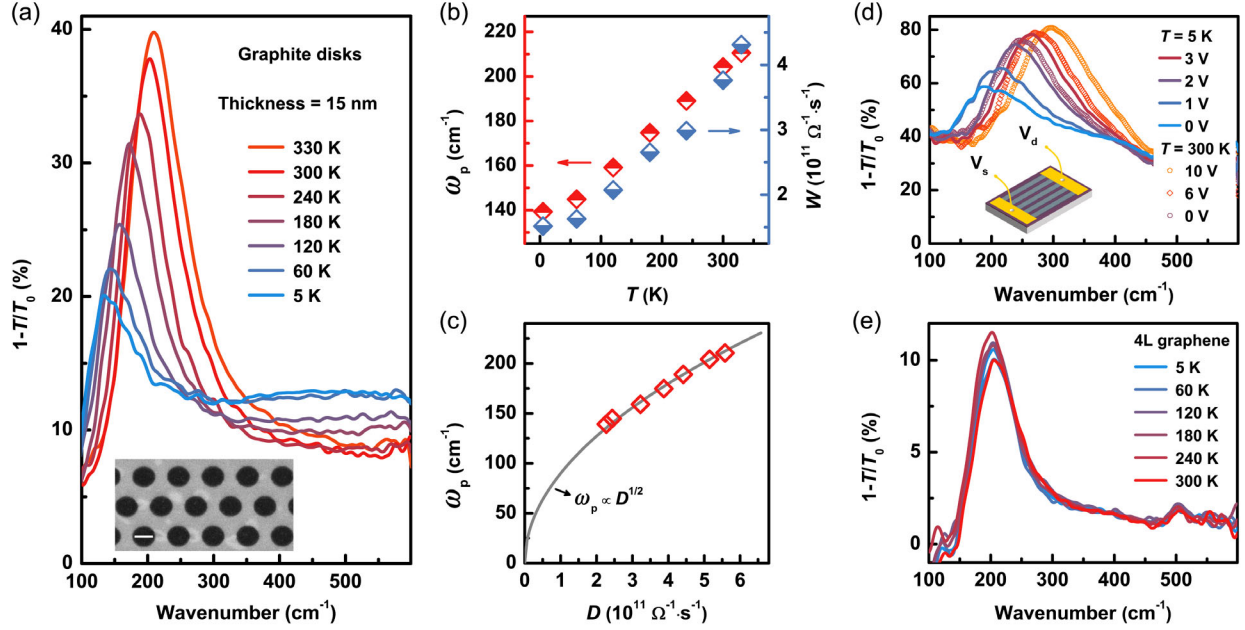 (a)
40
30
20
10
0
1-T/T₀ (%)
Graphite disks
Thickness = 15 nm
330 K
300 K
240 K
180 K
120 K
60 K
5 K
100 200 300 400 500
Wavenumber (cm⁻¹)
(b)
220
200
180
160
140
ωₚ (cm⁻¹)
4
3
2
1
W (10¹¹ Ω⁻¹·s⁻¹)
0 100 200 300
T (K)
(c)
250
200
150
100
50
0
ωₚ (cm⁻¹)
ωₚ ∝ D¹/²
0 1 2 3 4 5 6
D (10¹¹ Ω⁻¹·s⁻¹)
(d)
80
60
40
20
0
1-T/T₀ (%)
T = 5 K
3 V
2 V
1 V
0 V
T = 300 K
10 V
6 V
0 V
Vd
Vs
100 200 300 400 500
Wavenumber (cm⁻¹)
(e)
10
5
0
1-T/T₀ (%)
4L graphene
5 K
60 K
120 K
180 K
240 K
300 K
100 200 300 400 500
Wavenumber (cm⁻¹)